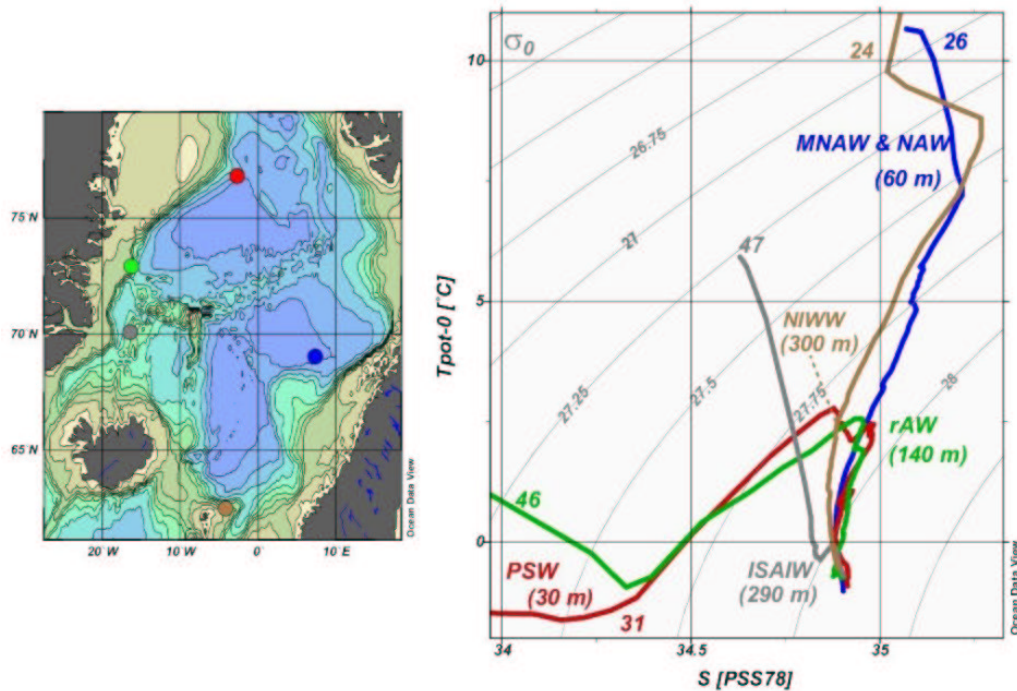 75˚N
70˚N
65˚N
20˚W
10˚W
0˚
10˚E
Ocean Data View
σ0
Tpot-0 [˚C]
10
5
0
34
34.5
35
S [PSS78]
24
26
MNAW & NAW
(60 m)
26.75
27
47
NIWW
(300 m)
27.25
27.5
27.75
28
rAW
(140 m)
46
PSW
(30 m)
31
ISAIW
(290 m)
Ocean Data View